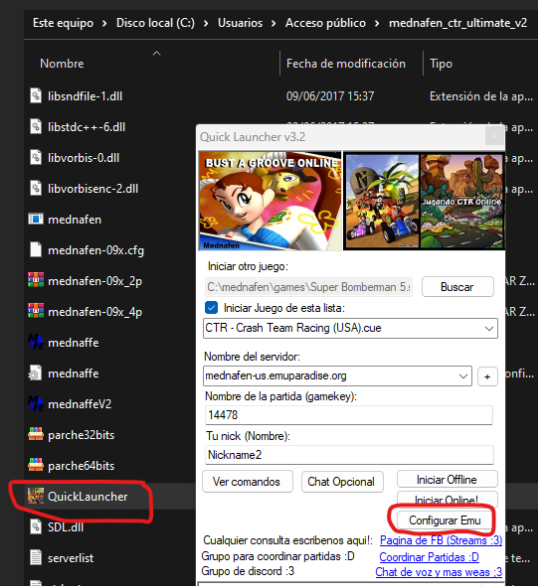 Este equipo > Disco local (C:) > Usuarios > Acceso público > mednafen_ctr_ultimate_v2
Nombre Fecha de modificación Tipo
libsndfile-1.dll 09/06/2017 15:37 Extensión de la ap...
libstdc++-6.dll
libvorbis-0.dll
libvorbisenc-2.dll
mednafen
mednafen-09x.cfg
mednafen-09x_2p
mednafen-09x_4p
mednaffe
mednaffe
mednaffeV2
parche32bits
parche64bits
QuickLauncher
SDL.dll
serverlist
Quick Launcher v3.2
BUST A GROOVE ONLINE
Mednafen
Jugando CTR Online
Iniciar otro juego:
C:\mednafen\games\Super Bomberman 5.s
Buscar
Iniciar Juego de esta lista:
CTR - Crash Team Racing (USA).cue
Nombre del servidor:
mednafen-us.emuparadise.org
+
Nombre de la partida (gamekey):
14478
Tu nick (Nombre):
Nickname2
Ver comandos Chat Opcional Iniciar Offline
Iniciar Online!
Configurar Emu
Cualquier consulta escribenos aqui!: Pagina de FB (Streams :3)
Grupo para coordinar partidas :D Coordinar Partidas :D
Grupo de discord :3 Chat de voz y mas weas ;3